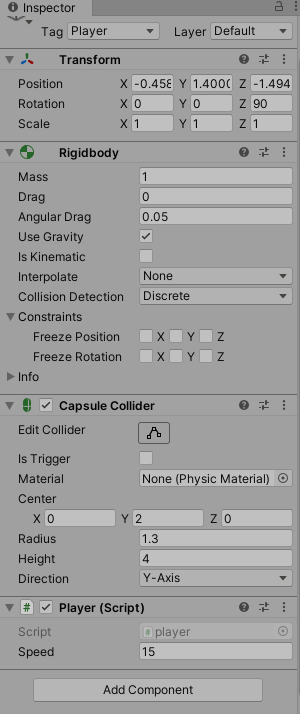 Inspector
Tag Player Layer Default
Transform
Position X -0.458 Y 1.400 Z -1.494
Rotation X 0 Y 0 Z 90
Scale X 1 Y 1 Z 1
Rigidbody
Mass 1
Drag 0
Angular Drag 0.05
Use Gravity
Is Kinematic
Interpolate None
Collision Detection Discrete
Constraints
Freeze Position X Y Z
Freeze Rotation X Y Z
Info
Capsule Collider
Edit Collider
Is Trigger
Material None (Physic Material)
Center
X 0 Y 2 Z 0
Radius 1.3
Height 4
Direction Y-Axis
# Player (Script)
Script # player
Speed 15
Add Component